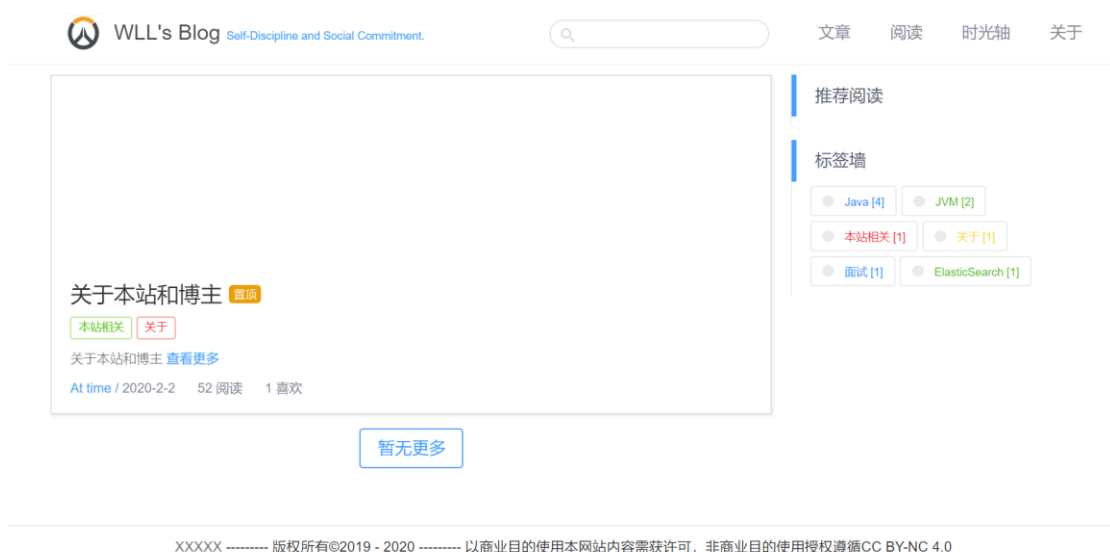 WLL's Blog Self-Discipline and Social Commitment. 文章 阅读 时光轴 关于
推荐阅读
标签墙
Java [4] JVM [2]
本站相关 [1] 关于 [1]
面试 [1] ElasticSearch [1]
关于本站和博主 置顶
本站相关 关于
关于本站和博主 查看更多
At time / 2020-2-2 52 阅读 1 喜欢
暂无更多
XXXXX --------- 版权所有©2019 - 2020 --------- 以商业目的使用本网站内容需获许可，非商业目的使用授权遵循CC BY-NC 4.0